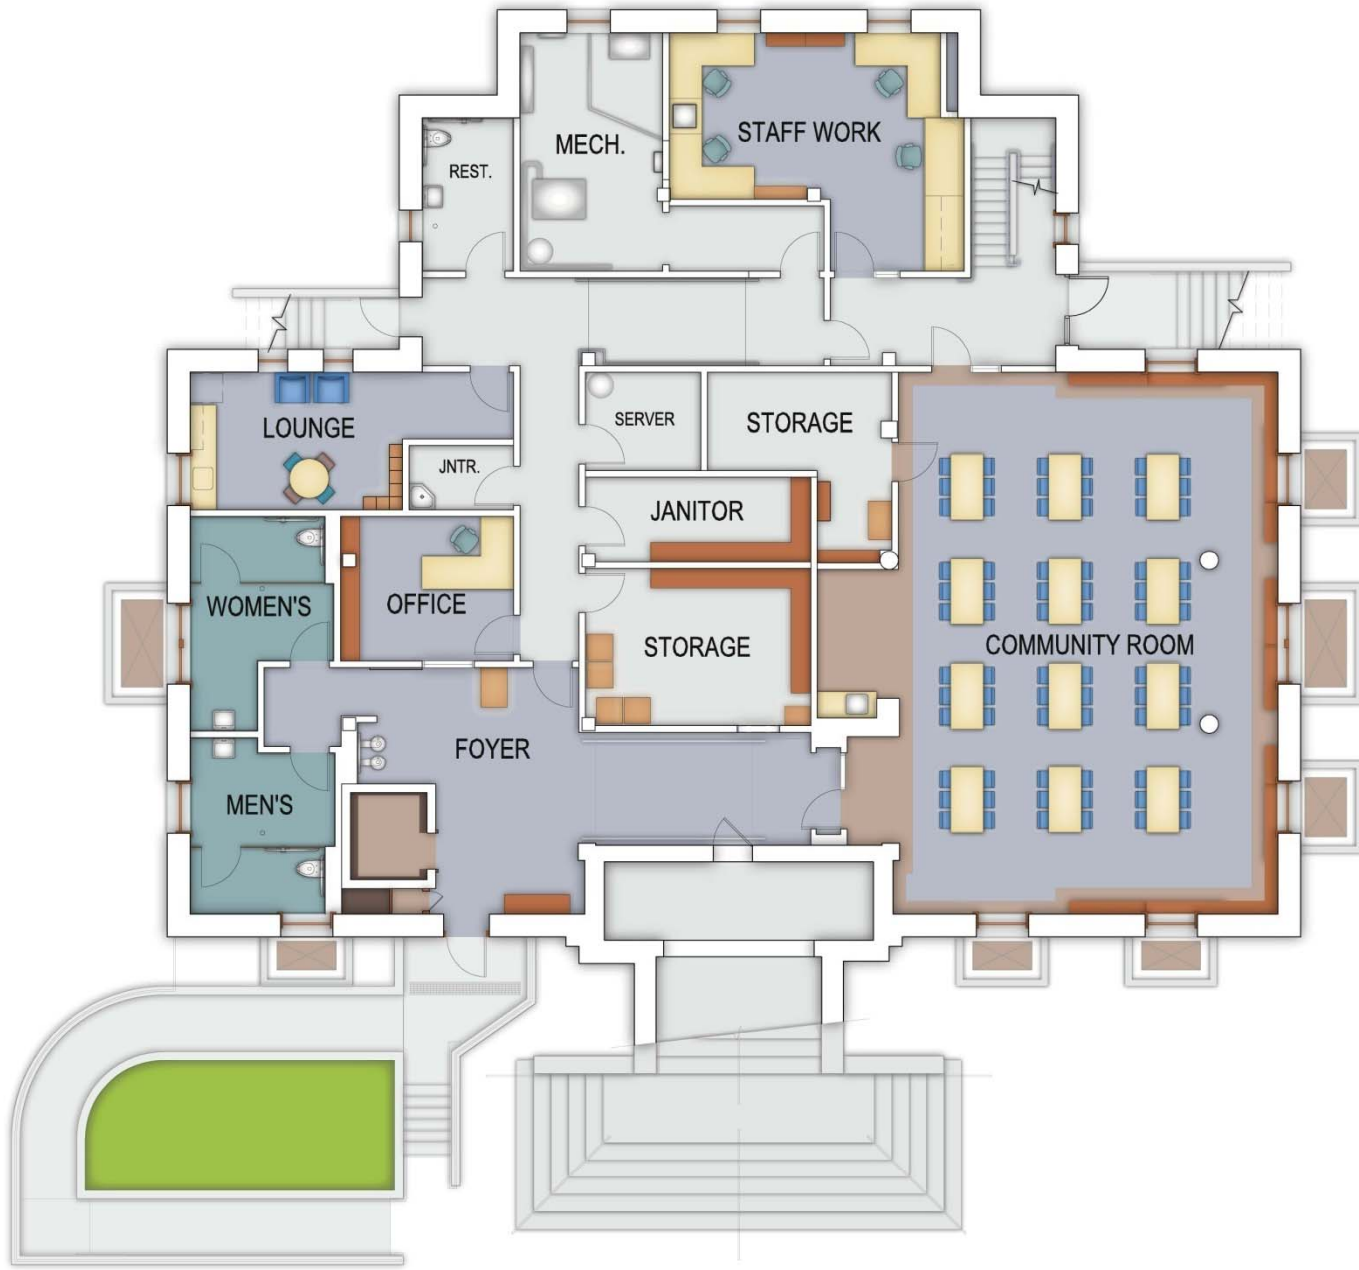 STAFF WORK
MECH.
REST.
LOUNGE
SERVER
STORAGE
JNTR.
JANITOR
WOMEN'S
OFFICE
STORAGE
COMMUNITY ROOM
FOYER
MEN'S